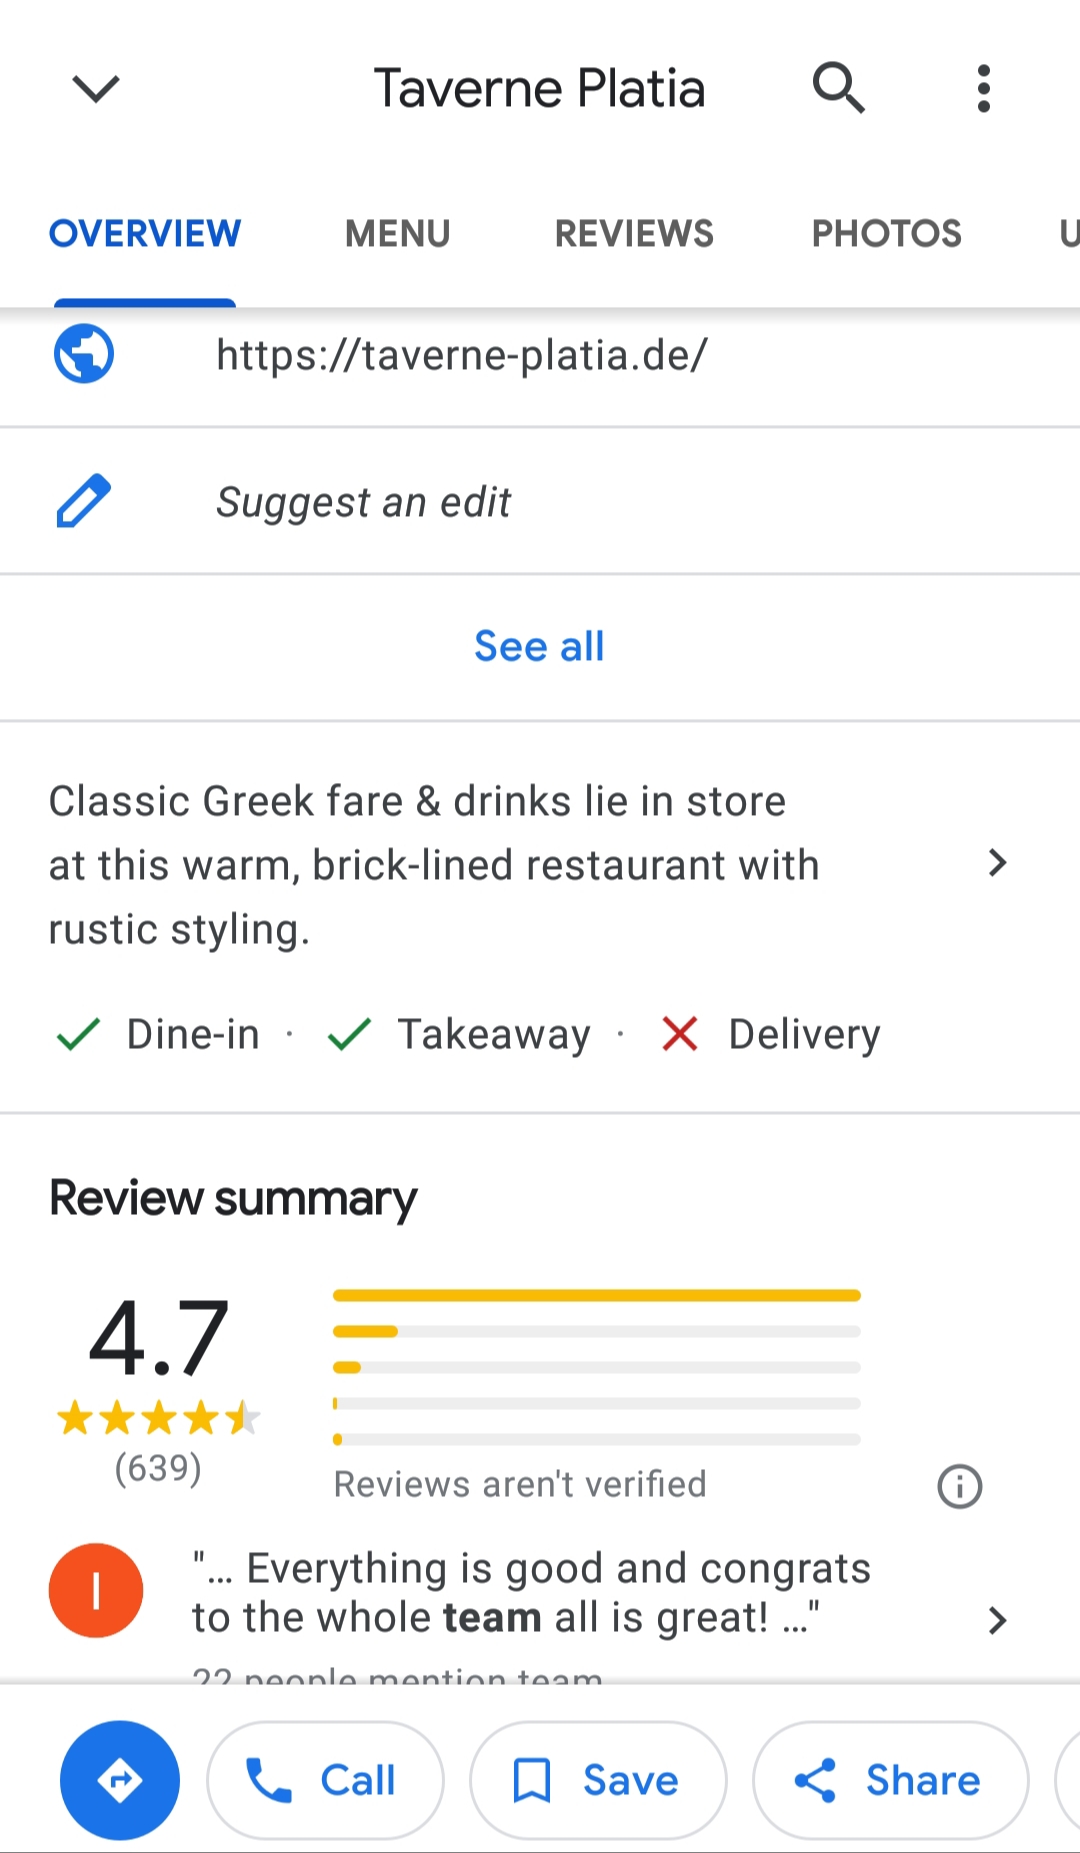 Taverne Platia
OVERVIEW MENU REVIEWS PHOTOS U
https://taverne-platia.de/
Suggest an edit
See all
Classic Greek fare & drinks lie in store
at this warm, brick-lined restaurant with
rustic styling.
Dine-in · Takeaway · Delivery
Review summary
4.7
(639)
Reviews aren't verified
I
"... Everything is good and congrats
to the whole team all is great! ..."
22 people mention team
Call Save Share